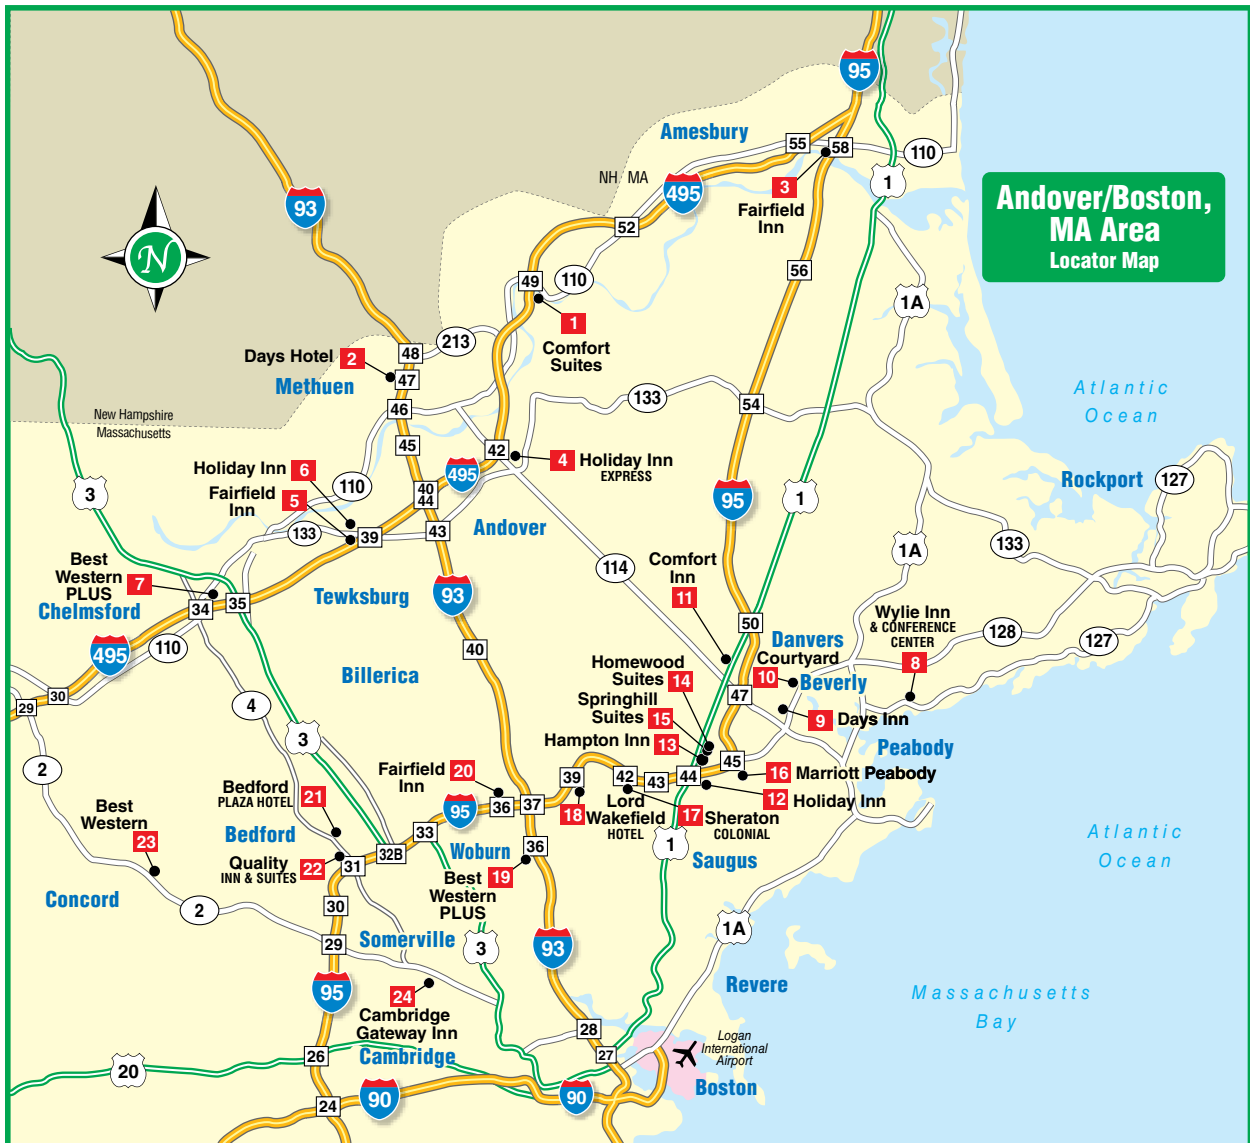 95
Amesbury
55
58
110
NH MA
495
3
Fairfield
Inn
1
Andover/Boston,
MA Area
Locator Map
93
52
N
56
49
110
1A
1
Comfort
Suites
213
48
Days Hotel 2
47
Methuen
46
133
54
Atlantic
Ocean
New Hampshire
Massachusetts
45
42
4 Holiday Inn
EXPRESS
Holiday Inn 6
495
Rockport
127
3
110
40
44
Fairfield
Inn
5
95
1
Andover
133
39
43
1A
133
Best
Western
PLUS
7
Comfort
Inn
11
114
Chelmsford
34
35
Tewksburg
93
50
Wylie Inn
& CONFERENCE
CENTER
8
128
127
Danvers
495
110
40
Homewood
Suites 14
Courtyard
10
Beverly
Billerica
30
29
4
47
Springhill
Suites
15
9 Days Inn
3
Hampton Inn 13
45
Peabody
2
39
42
43
44
16 Marriott Peabody
Fairfield
Inn
20
12 Holiday Inn
Bedford
PLAZA HOTEL
21
95
36
37
18
Lord
Wakefield
HOTEL
17
Sheraton
COLONIAL
Best
Western
23
Bedford
33
1
Atlantic
Ocean
Quality
INN & SUITES
22
31
32B
Woburn
36
Saugus
Best
Western
PLUS
19
Concord
30
2
29
Somerville
3
93
1A
95
24
Cambridge
Gateway Inn
Revere
Massachusetts
Bay
28
26
Cambridge
27
Logan
International
Airport
20
Boston
90
90
24